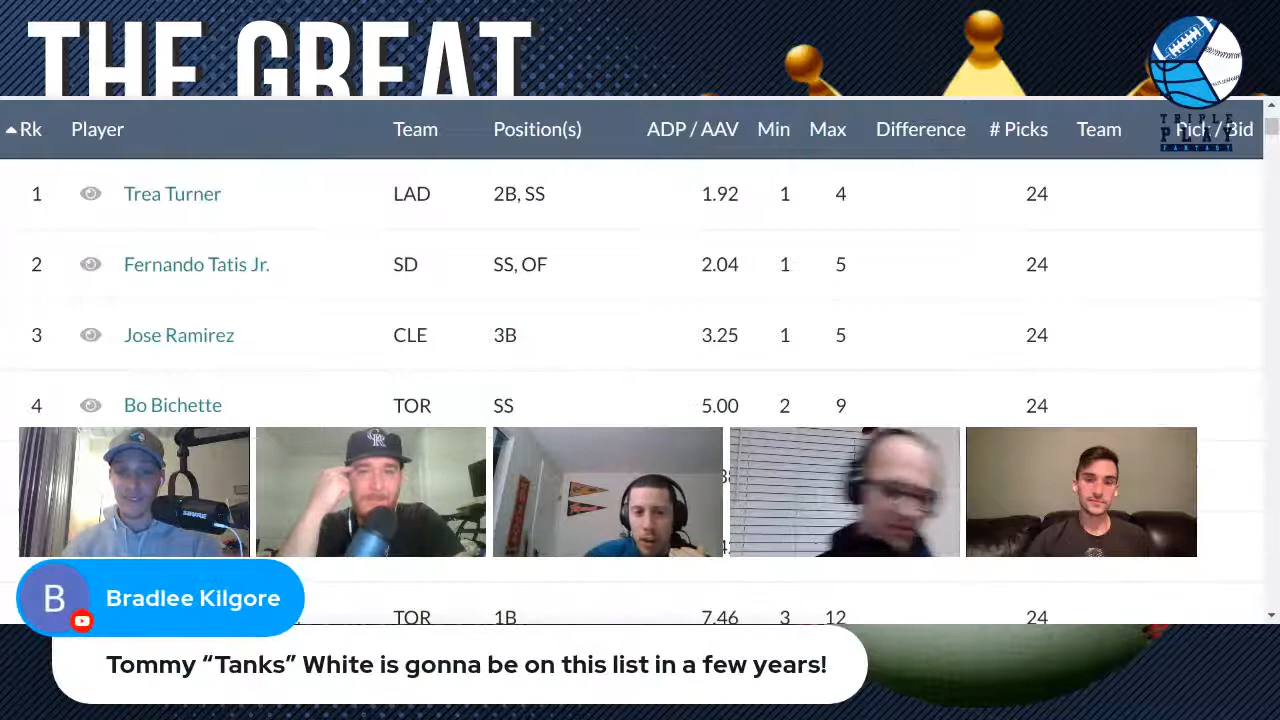 THE GREAT
TRIPLE
PLAY
FANTASY
Rk Player Team Position(s) ADP / AAV Min Max Difference # Picks Team Pick / Bid
1 Trea Turner LAD 2B, SS 1.92 1 4 24
2 Fernando Tatis Jr. SD SS, OF 2.04 1 5 24
3 Jose Ramirez CLE 3B 3.25 1 5 24
4 Bo Bichette TOR SS 5.00 2 9 24
SHURE
TOR 1B 7.46 3 12 24
B Bradlee Kilgore
Tommy “Tanks” White is gonna be on this list in a few years!